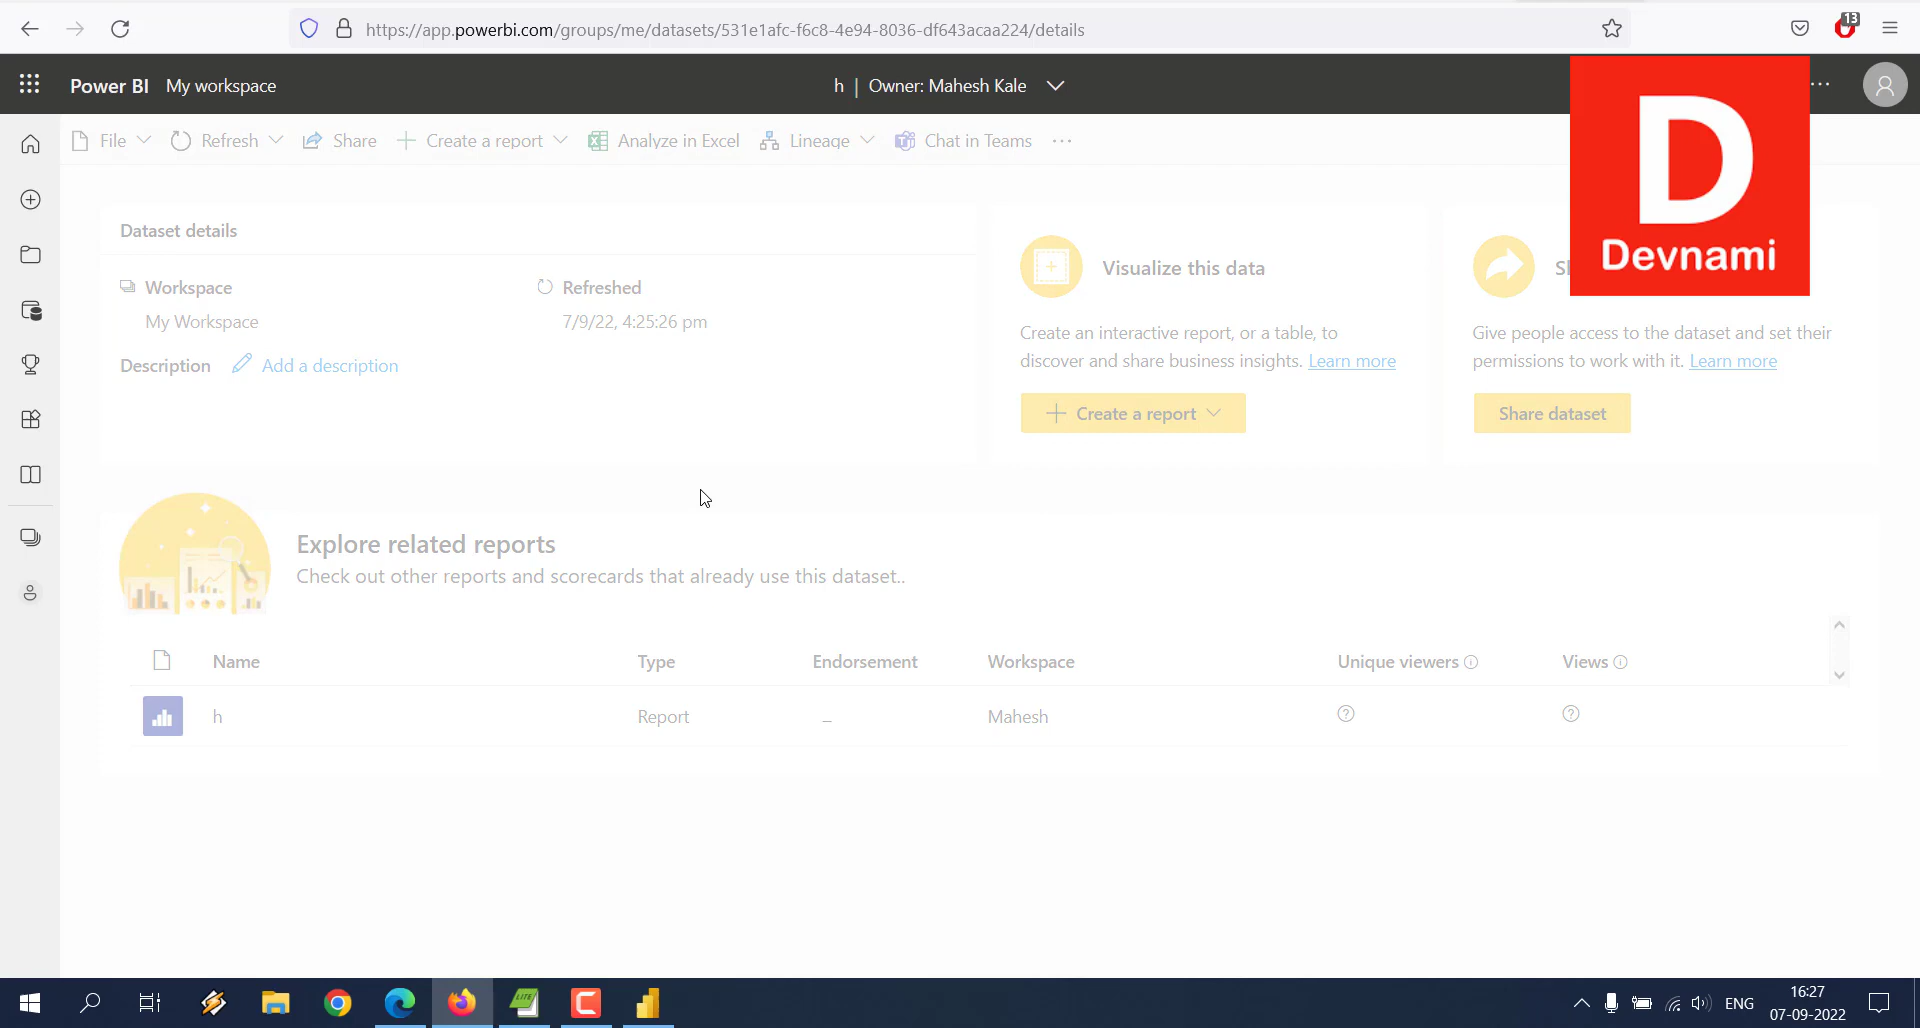 https://app.powerbi.com/groups/me/datasets/531e1afc-f6c8-4e94-8036-df643acaa224/details
13
Power BI My workspace
h | Owner: Mahesh Kale
File Refresh Share Create a report Analyze in Excel Lineage Chat in Teams
D
Devnami
Dataset details
Workspace Refreshed
My Workspace 7/9/22, 4:25:26 pm
Description Add a description
Visualize this data
Create an interactive report, or a table, to
discover and share business insights. Learn more
Create a report
Give people access to the dataset and set their
permissions to work with it. Learn more
Share dataset
Explore related reports
Check out other reports and scorecards that already use this dataset..
Name Type Endorsement Workspace Unique viewers Views
h Report – Mahesh
LITE
ENG
16:27
07-09-2022